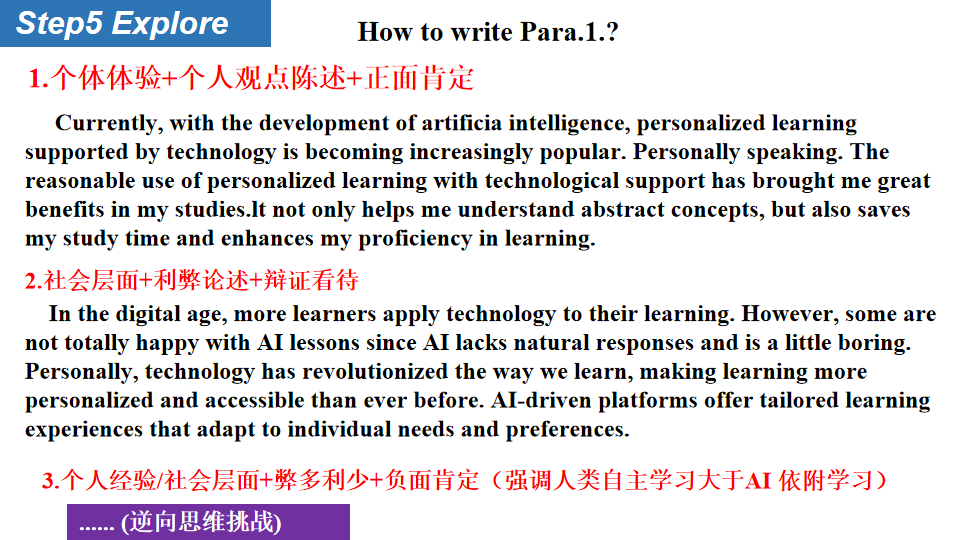 Step5 Explore
How to write Para.1.?
1.个体体验+个人观点陈述+正面肯定
Currently, with the development of artificia intelligence, personalized learning
supported by technology is becoming increasingly popular. Personally speaking. The
reasonable use of personalized learning with technological support has brought me great
benefits in my studies.lt not only helps me understand abstract concepts, but also saves
my study time and enhances my proficiency in learning.
2.社会层面+利弊论述+辩证看待
In the digital age, more learners apply technology to their learning. However, some are
not totally happy with AI lessons since AI lacks natural responses and is a little boring.
Personally, technology has revolutionized the way we learn, making learning more
personalized and accessible than ever before. AI-driven platforms offer tailored learning
experiences that adapt to individual needs and preferences.
3.个人经验/社会层面+弊多利少+负面肯定（强调人类自主学习大于AI 依附学习）
...... (逆向思维挑战)